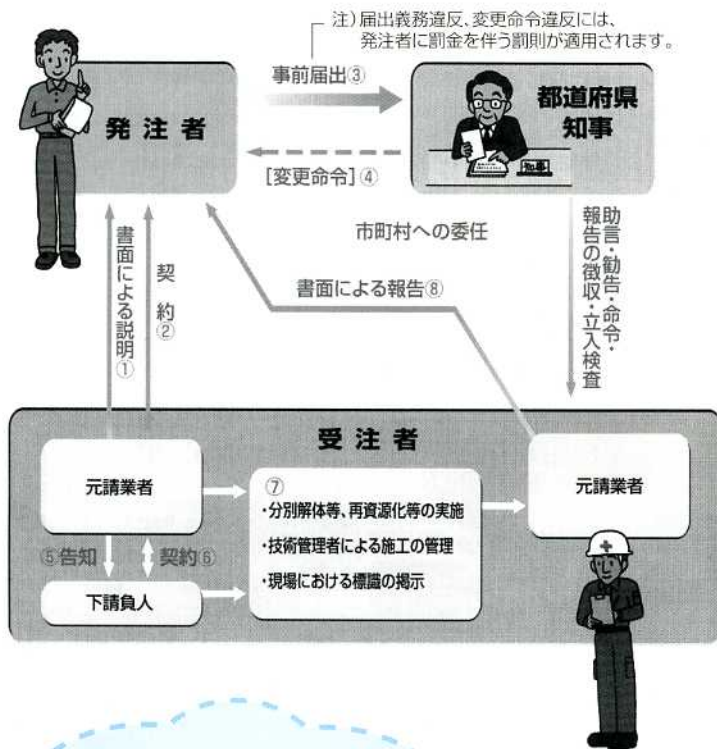 注)届出義務違反、変更命令違反には、
発注者に罰金を伴う罰則が適用されます。
事前届出③
発注者
都道府県
知事
知事
[変更命令]④
市町村への委任
書面による説明①
契約②
書面による報告⑧
助言・勧告・命令・
報告の徴収・立入検査
受注者
元請業者
⑦
・分別解体等、再資源化等の実施
・技術管理者による施工の管理
・現場における標識の掲示
元請業者
⑤告知
契約⑥
下請負人